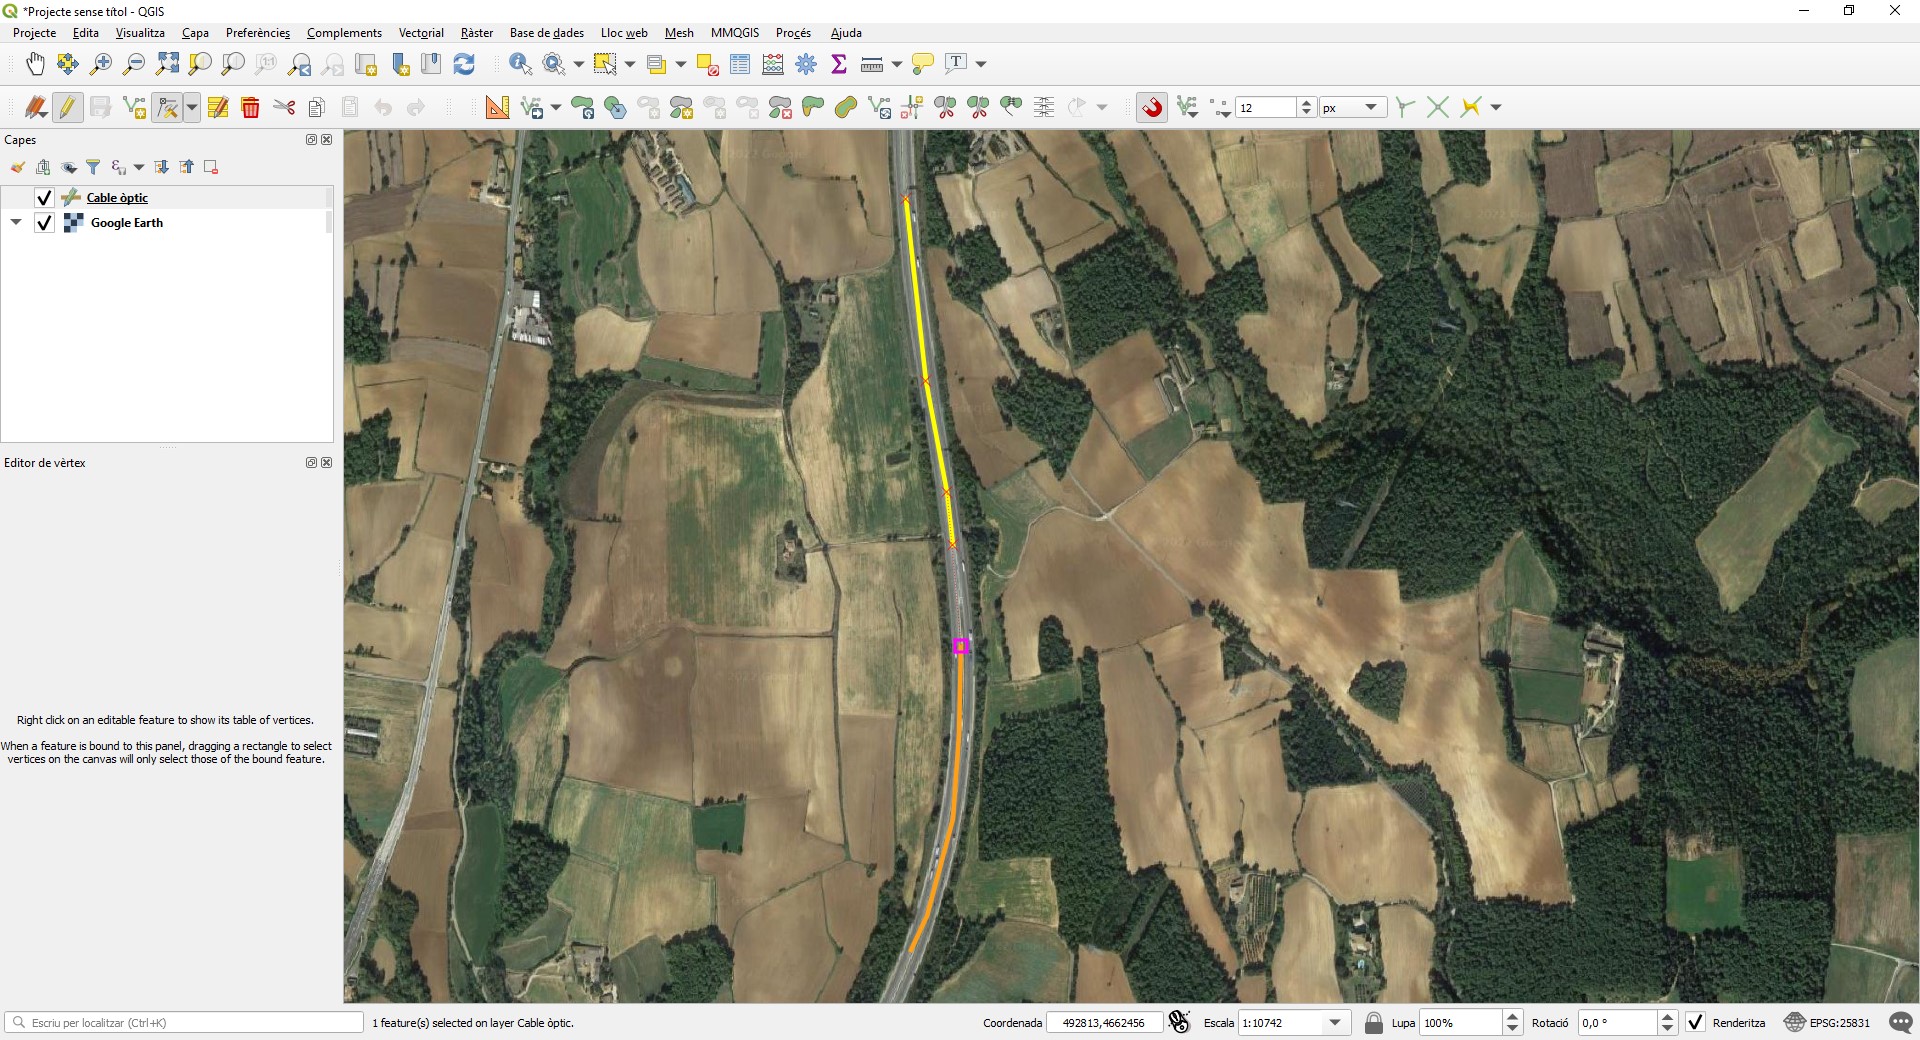 *Projecte sense títol - QGIS
Projecte Edita Visualitza Capa Preferències Complements Vectorial Ràster Base de dades Lloc web Mesh MMQGIS Procés Ajuda
12 px
Capes
Cable òptic
Google Earth
Editor de vèrtex
Right click on an editable feature to show its table of vertices.
When a feature is bound to this panel, dragging a rectangle to select
vertices on the canvas will only select those of the bound feature.
Escriu per localitzar (Ctrl+K) 1 feature(s) selected on layer Cable òptic. Coordenada 492813,4662456 Escala 1:10742 Lupa 100% Rotació 0,0 ° Renderitza EPSG:25831